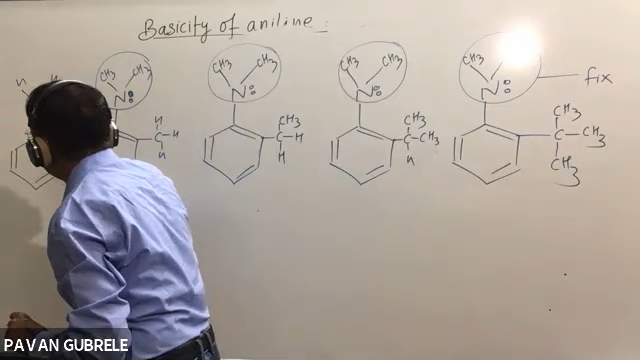 Basicity of aniline
CH3 CH3 CH3 CH3 CH3 CH3 CH3
N N N N
fix
H CH3 CH3 CH3
C H C H C CH3 C CH3
H H H CH3
PAVAN GUBRELE